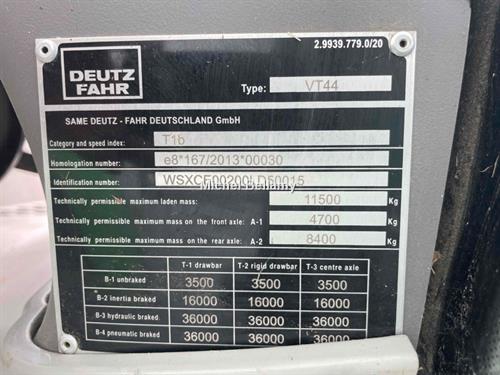 2.9939.779.0/20
DEUTZ
FAHR
Type: VT44
SAME DEUTZ - FAHR DEUTSCHLAND GmbH
Category and speed index: T1b
Homologation number: e8*167/2013*00030
Identification number: WSXCF00200LD50015
Michel Bellamy
Technically permissible maximum laden mass: 11500 Kg
Technically permissible maximum mass on the front axle: A-1 4700 Kg
Technically permissible maximum mass on the rear axle: A-2 8400 Kg
T-1 drawbar T-2 rigid drawbar T-3 centre axle
B-1 unbraked 3500 3500 3500
B-2 inertia braked 16000 16000 16000
B-3 hydraulic braked 36000 36000 36000
B-4 pneumatic braked 36000 36000 36000